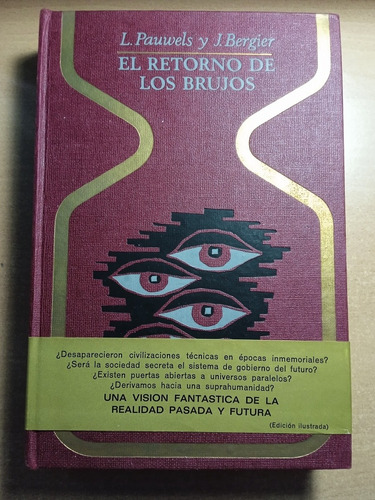 L. Pauwels y J. Bergier
EL RETORNO DE
LOS BRUJOS
¿Desaparecieron civilizaciones técnicas en épocas inmemoriales?
¿Será la sociedad secreta el sistema de gobierno del futuro?
¿Existen puertas abiertas a universos paralelos?
¿Derivamos hacia una suprahumanidad?
UNA VISION FANTASTICA DE LA
REALIDAD PASADA Y FUTURA
(Edición ilustrada)